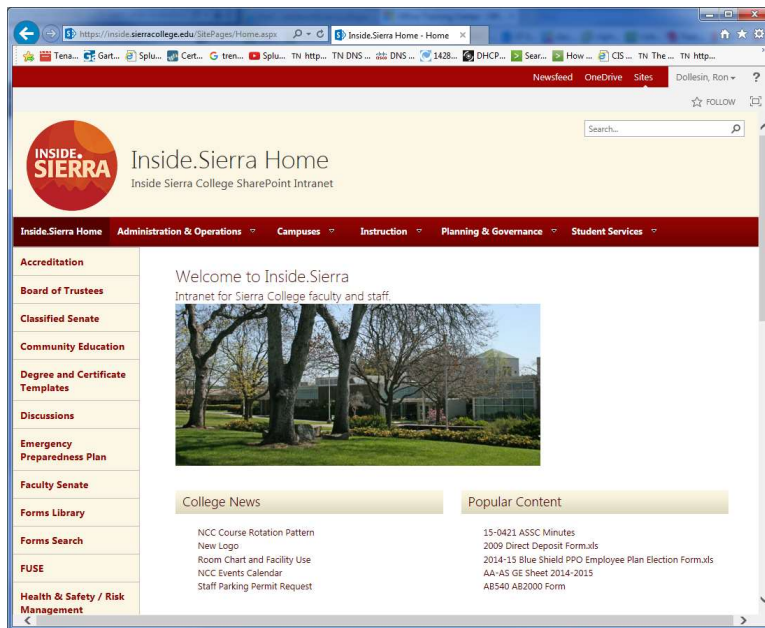 https://inside.sierracollege.edu/SitePages/Home.aspx
Inside.Sierra Home - Home
Tena... Gart... Splu... Cert... G tren... Splu... TN http... TN DNS ... DNS ... 1428... DHCP... Sear... How ... CIS ... TN The ... TN http...
Newsfeed OneDrive Sites Dollesin, Ron ?
FOLLOW
Search...
INSIDE.
SIERRA
Inside.Sierra Home
Inside Sierra College SharePoint Intranet
Inside.Sierra Home Administration & Operations Campuses Instruction Planning & Governance Student Services
Accreditation
Board of Trustees
Classified Senate
Community Education
Degree and Certificate
Templates
Discussions
Emergency
Preparedness Plan
Faculty Senate
Forms Library
Forms Search
FUSE
Health & Safety / Risk
Management
Welcome to Inside.Sierra
Intranet for Sierra College faculty and staff.
College News
NCC Course Rotation Pattern
New Logo
Room Chart and Facility Use
NCC Events Calendar
Staff Parking Permit Request
Popular Content
15-0421 ASSC Minutes
2009 Direct Deposit Form.xls
2014-15 Blue Shield PPO Employee Plan Election Form.xls
AA-AS GE Sheet 2014-2015
AB540 AB2000 Form